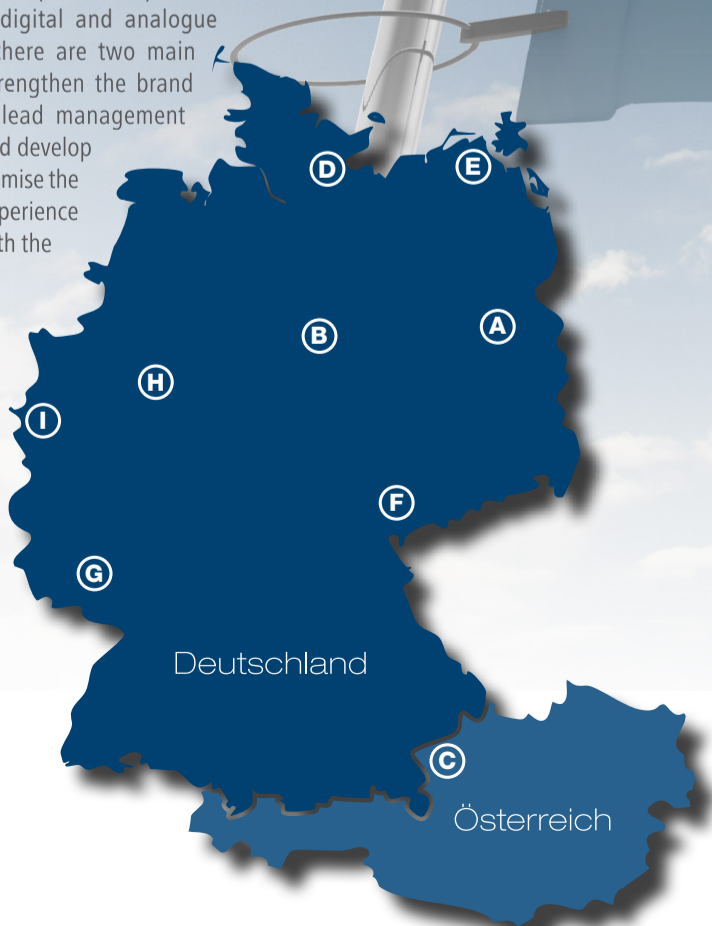 digital and analogue
there are two main
rengthen the brand
lead management
d develop
mise the
perience
th the
D
E
A
B
H
I
F
G
Deutschland
C
Österreich